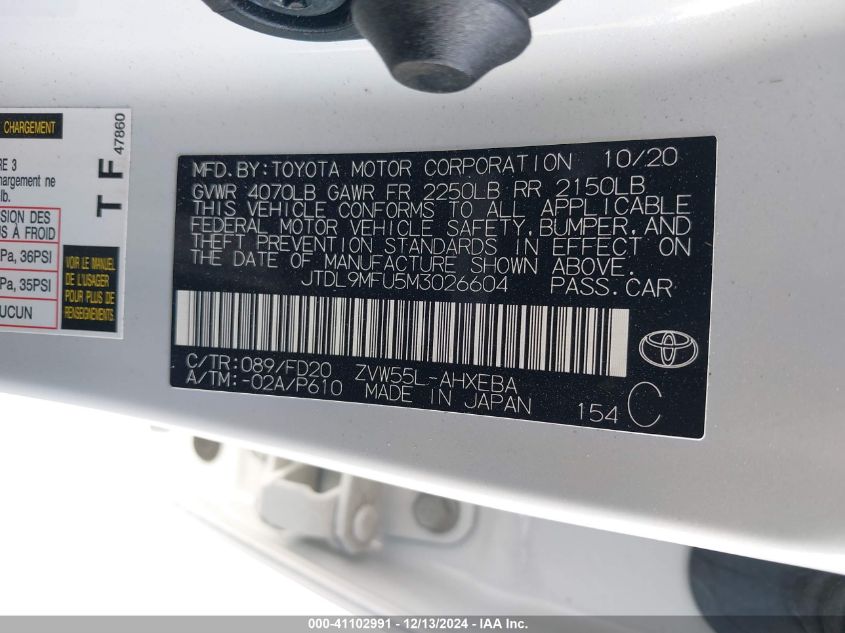 CHARGEMENT
RE 3
chargement ne
lb.
SION DES
US À FROID
Pa, 36PSI
Pa, 35PSI
UCUN
VOIR LE MANUEL
DE L'USAGER
POUR PLUS DE
T F 47860
MFD.BY:TOYOTA MOTOR CORPORATION 10/20
GVWR 4070LB GAWR FR 2250LB RR 2150LB
THIS VEHICLE CONFORMS TO ALL APPLICABLE
FEDERAL MOTOR VEHICLE SAFETY,BUMPER,AND
THEFT PREVENTION STANDARDS IN EFFECT ON
THE DATE OF MANUFACTURE SHOWN ABOVE.
JTDL9MFU5M3026604 PASS.CAR
C/TR:089/FD20 ZVW55L-AHXEBA
A/TM:-02A/P610 MADE IN JAPAN 154 C
000-41102991 - 12/13/2024 - IAA Inc.